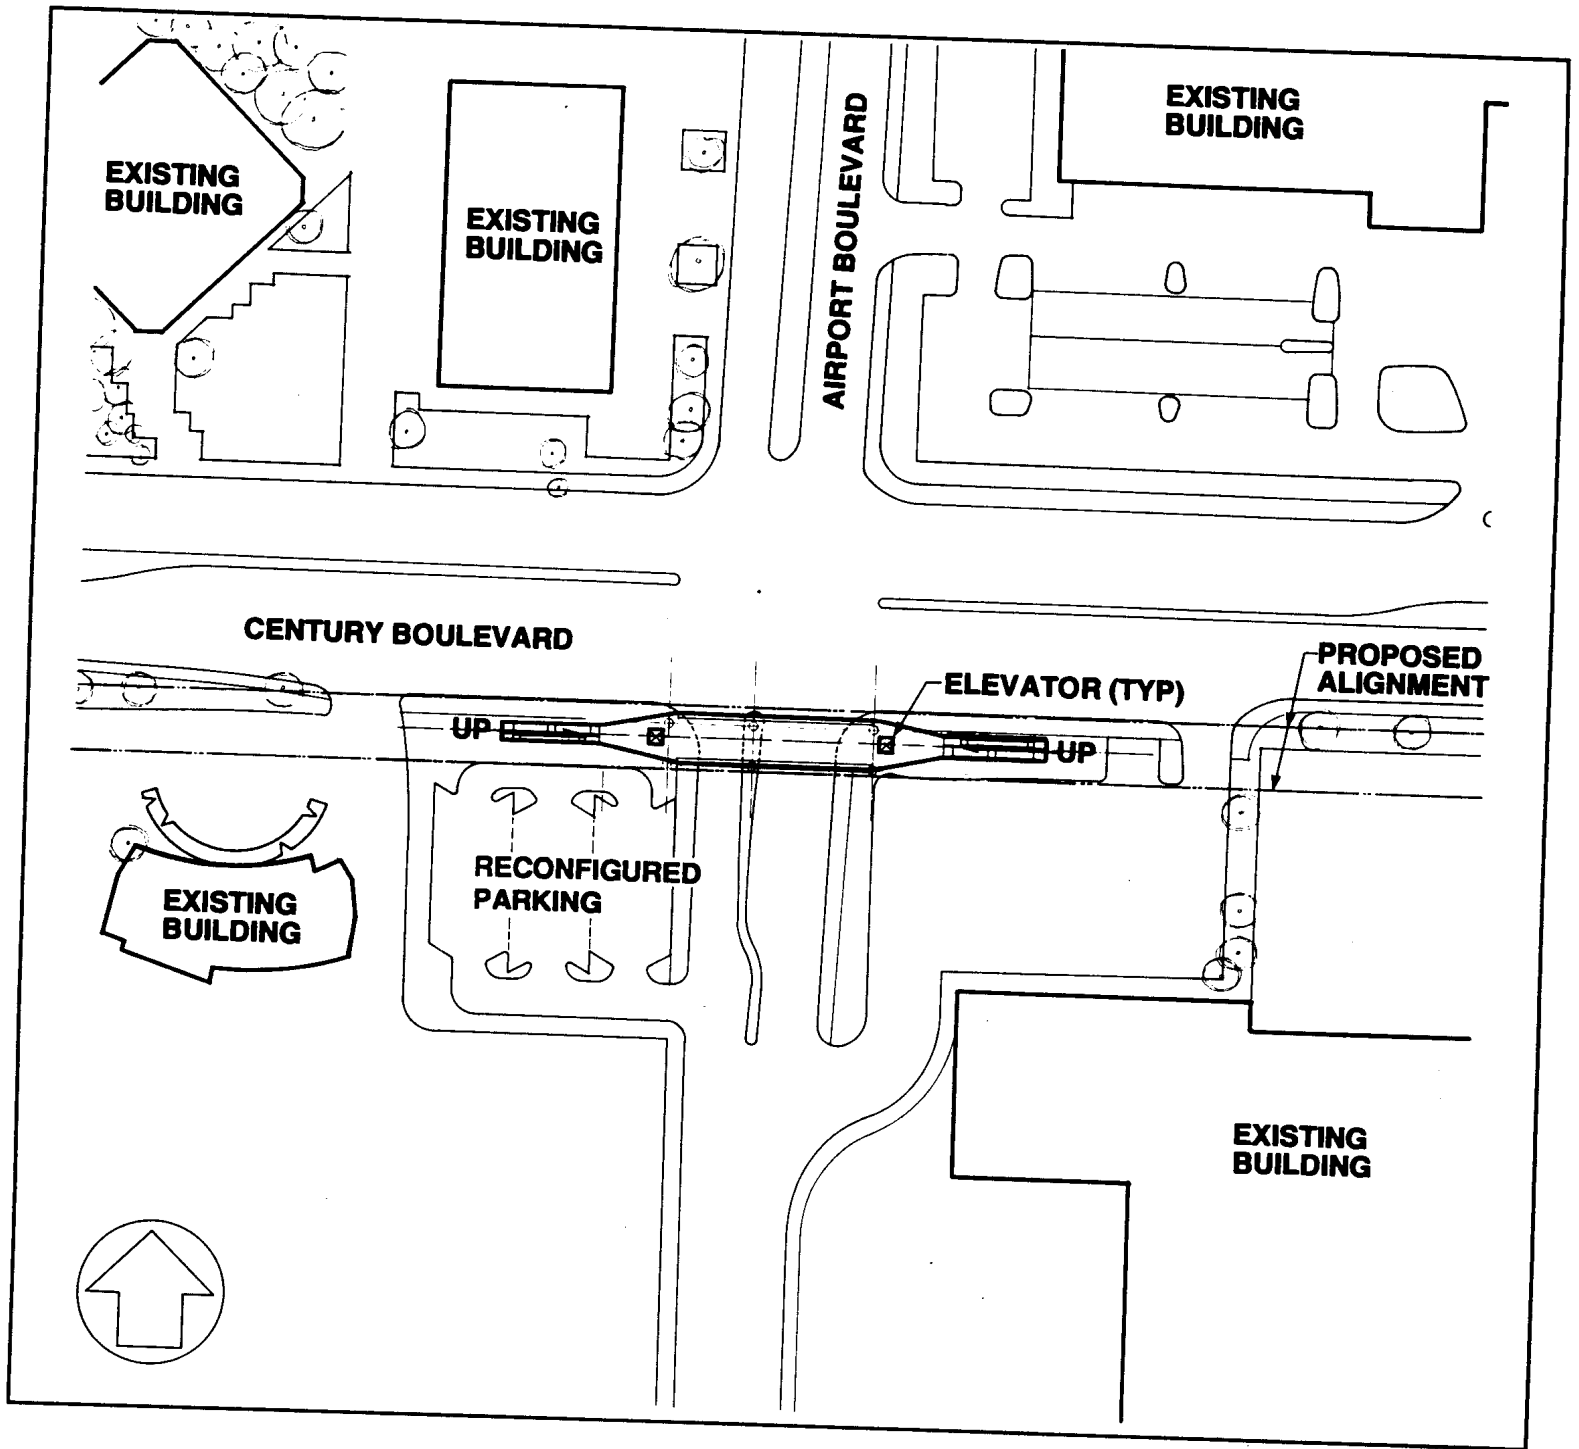 EXISTING
BUILDING
EXISTING
BUILDING
EXISTING
BUILDING
AIRPORT BOULEVARD
CENTURY BOULEVARD
PROPOSED
ALIGNMENT
ELEVATOR (TYP)
UP
UP
RECONFIGURED
PARKING
EXISTING
BUILDING
EXISTING
BUILDING